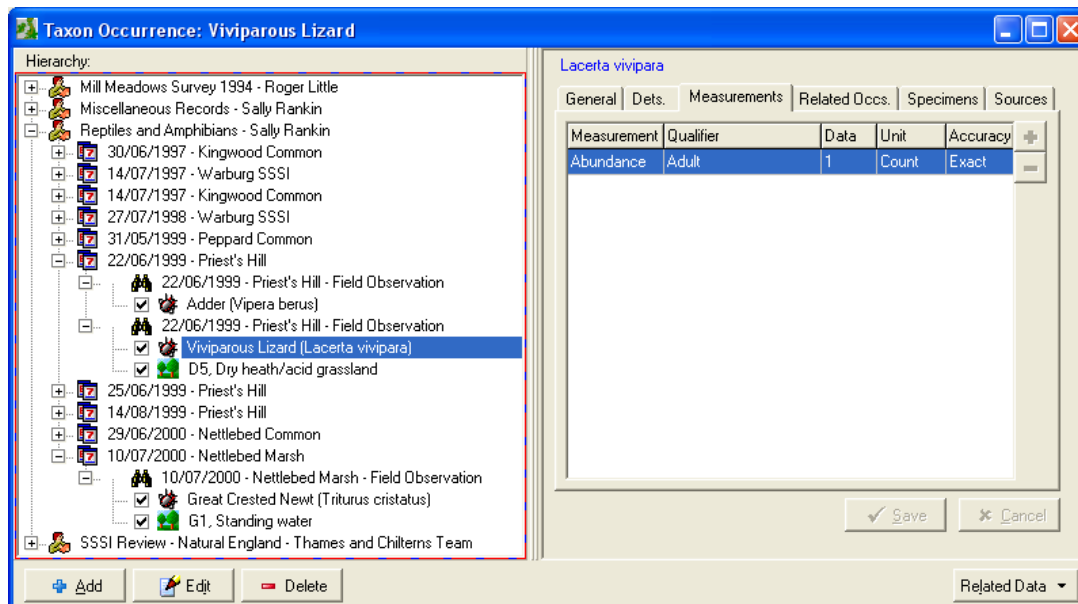 Taxon Occurrence: Viviparous Lizard
Hierarchy:
Mill Meadows Survey 1994 - Roger Little
Miscellaneous Records - Sally Rankin
Reptiles and Amphibians - Sally Rankin
30/06/1997 - Kingwood Common
14/07/1997 - Warburg SSSI
14/07/1997 - Kingwood Common
27/07/1998 - Warburg SSSI
31/05/1999 - Peppard Common
22/06/1999 - Priest's Hill
22/06/1999 - Priest's Hill - Field Observation
Adder (Vipera berus)
22/06/1999 - Priest's Hill - Field Observation
Viviparous Lizard (Lacerta vivipara)
D5, Dry heath/acid grassland
25/06/1999 - Priest's Hill
14/08/1999 - Priest's Hill
29/06/2000 - Nettlebed Common
10/07/2000 - Nettlebed Marsh
10/07/2000 - Nettlebed Marsh - Field Observation
Great Crested Newt (Triturus cristatus)
G1, Standing water
SSSI Review - Natural England - Thames and Chilterns Team
Lacerta vivipara
General Dets. Measurements Related Occs. Specimens Sources
Measurement Qualifier Data Unit Accuracy
Abundance Adult 1 Count Exact
Save Cancel
Add Edit Delete Related Data